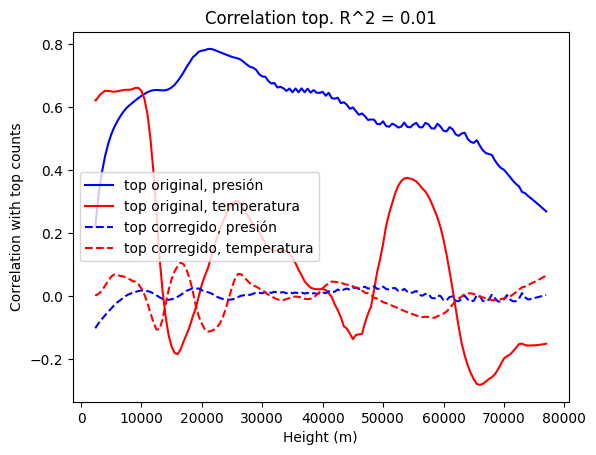 Correlation top. R^2 = 0.01
Correlation with top counts
0.8
0.6
0.4
0.2
0.0
−0.2
top original, presión
top original, temperatura
top corregido, presión
top corregido, temperatura
0 10000 20000 30000 40000 50000 60000 70000 80000
Height (m)